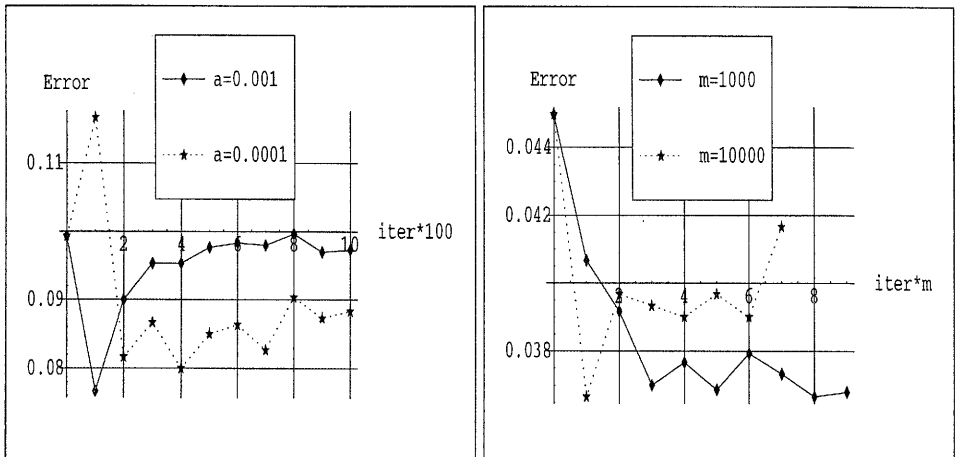 Error
a=0.001
a=0.0001
0.11
0.09
0.08
2 4 6 8 10
iter*100
Error
m=1000
m=10000
0.044
0.042
0.038
2 4 6 8
iter*m